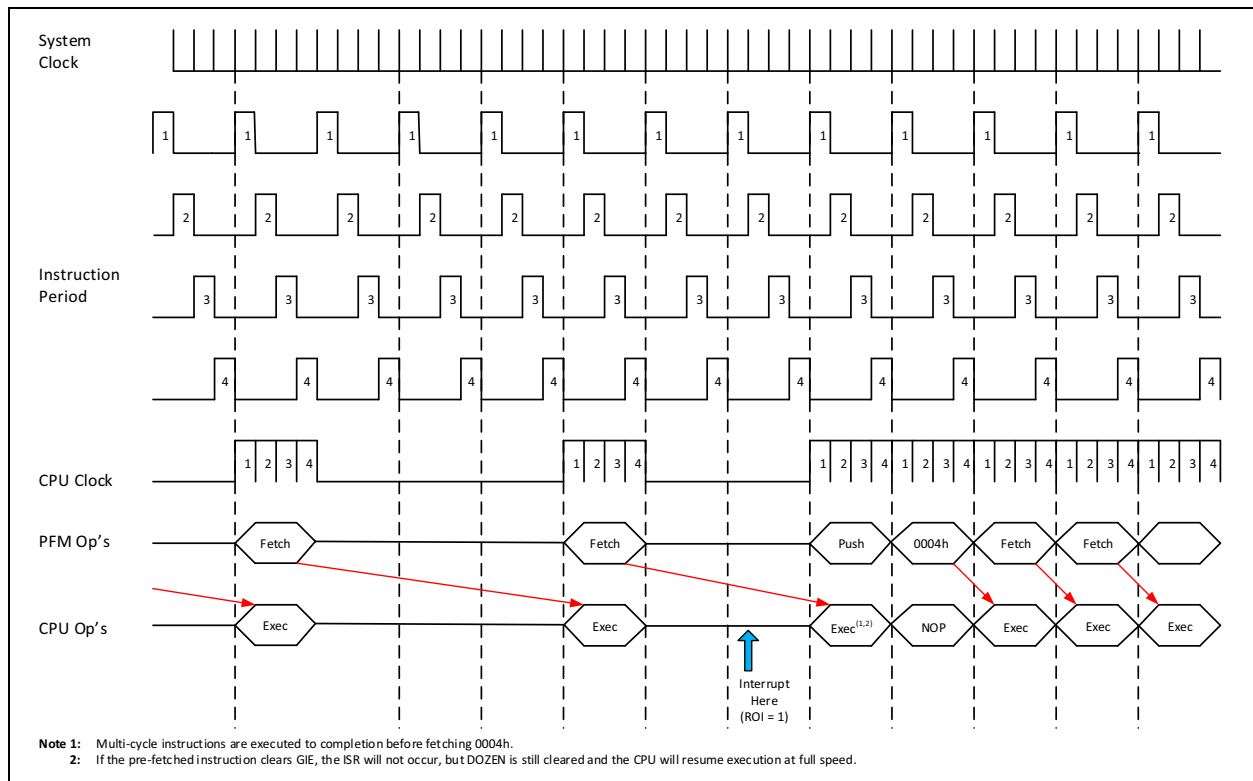 System
Clock
1 1 1 1 1 1 1 1 1 1 1 1 1
2 2 2 2 2 2 2 2 2 2 2 2 2
Instruction
Period
3 3 3 3 3 3 3 3 3 3 3 3 3
4 4 4 4 4 4 4 4 4 4 4 4 4
CPU Clock
1 2 3 4 1 2 3 4 1 2 3 4 1 2 3 4 1 2 3 4 1 2 3 4 1 2 3 4
PFM Op's
Fetch Fetch Push 0004h Fetch Fetch
CPU Op's
Exec Exec Exec(1,2) NOP Exec Exec Exec
Interrupt
Here
(ROI = 1)
Note 1: Multi-cycle instructions are executed to completion before fetching 0004h.
2: If the pre-fetched instruction clears GIE, the ISR will not occur, but DOZEN is still cleared and the CPU will resume execution at full speed.